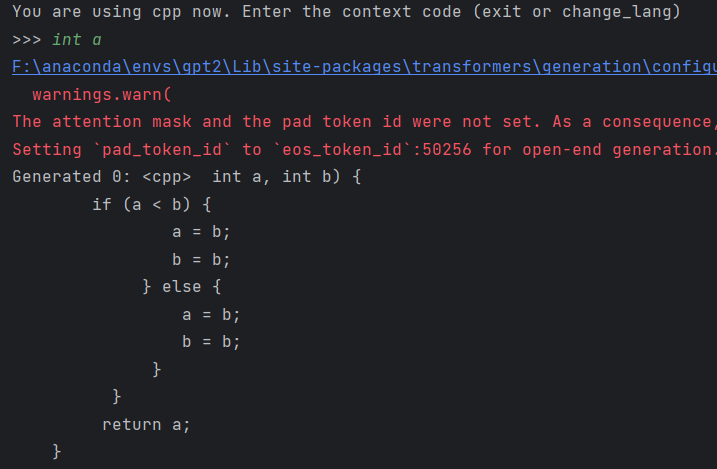 You are using cpp now. Enter the context code (exit or change_lang)
>>> int a
F:\anaconda\envs\gpt2\Lib\site-packages\transformers\generation\configu
warnings.warn(
The attention mask and the pad token id were not set. As a consequence,
Setting `pad_token_id` to `eos_token_id`:50256 for open-end generation.
Generated 0: <cpp>  int a, int b) {
if (a < b) {
a = b;
b = b;
} else {
a = b;
b = b;
}
}
return a;
}